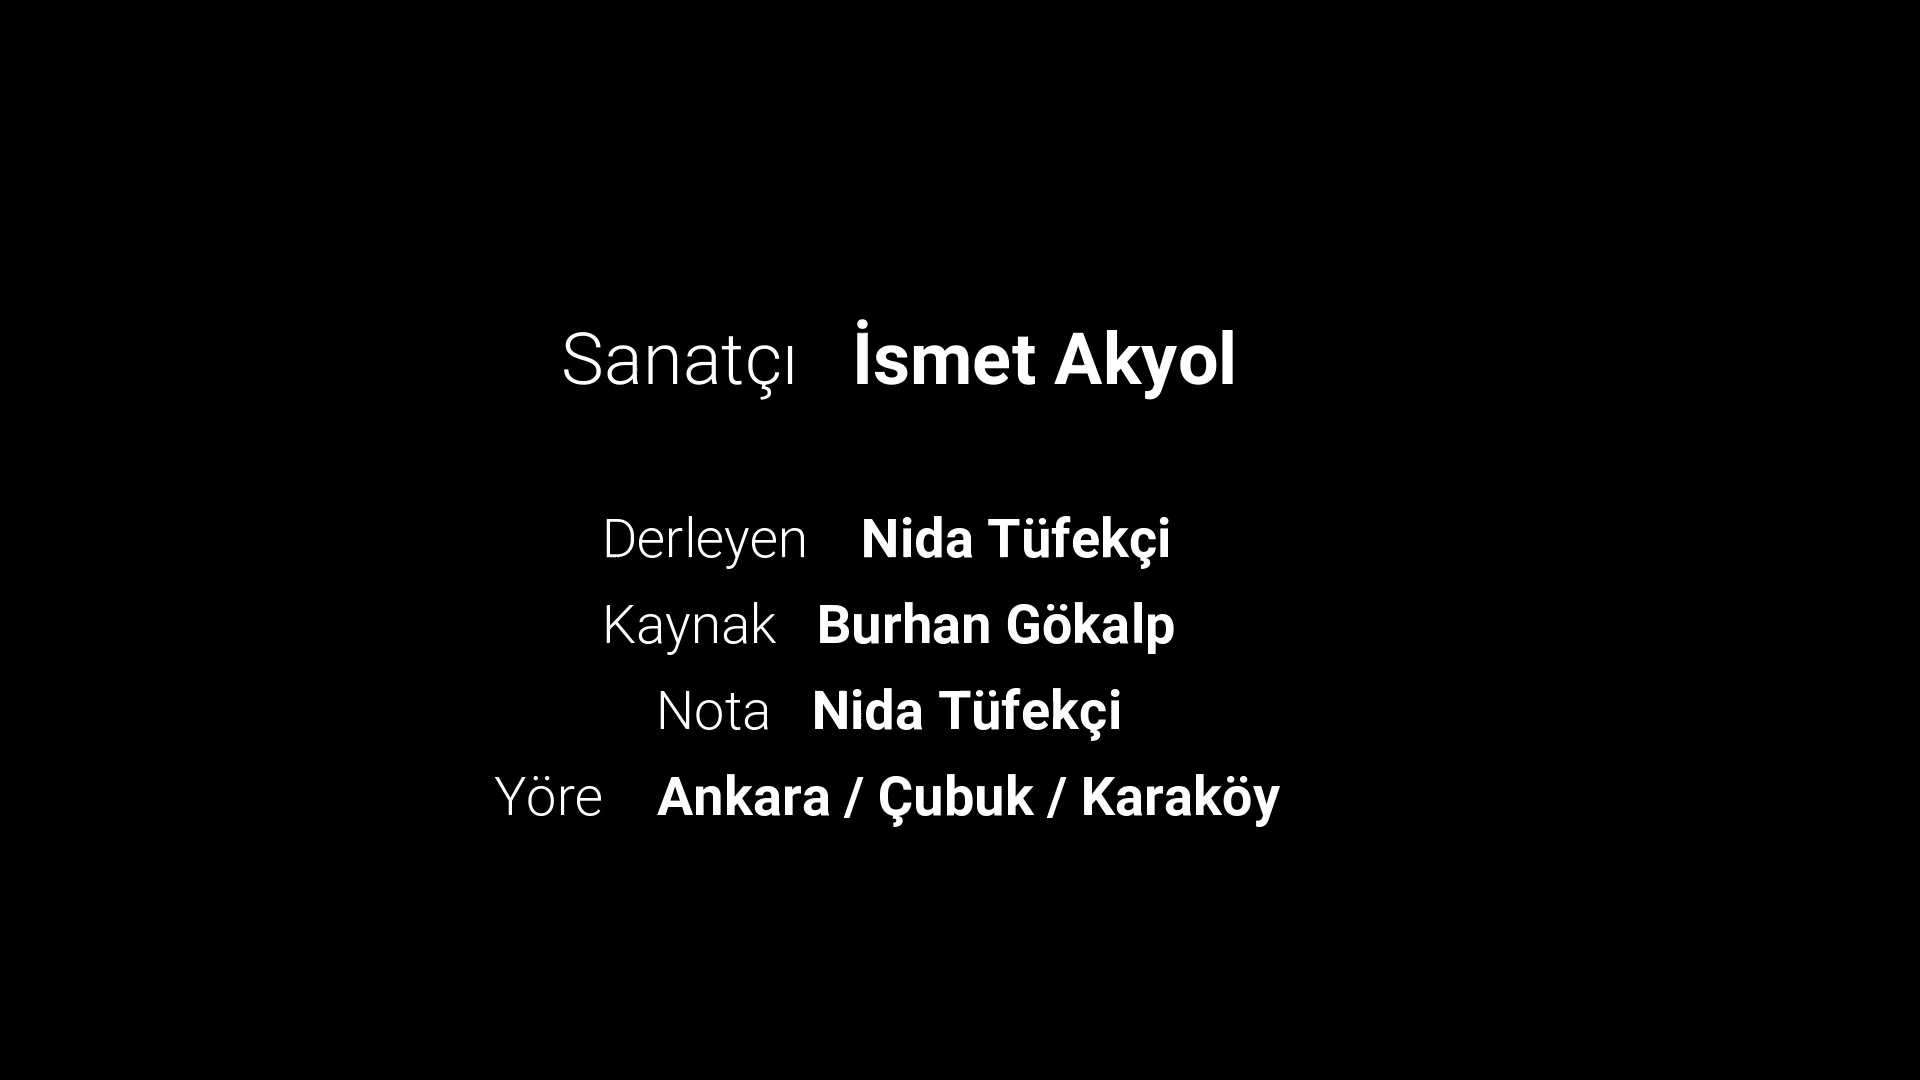 Sanatçı İsmet Akyol
Derleyen Nida Tüfekçi
Kaynak Burhan Gökalp
Nota Nida Tüfekçi
Yöre Ankara / Çubuk / Karaköy